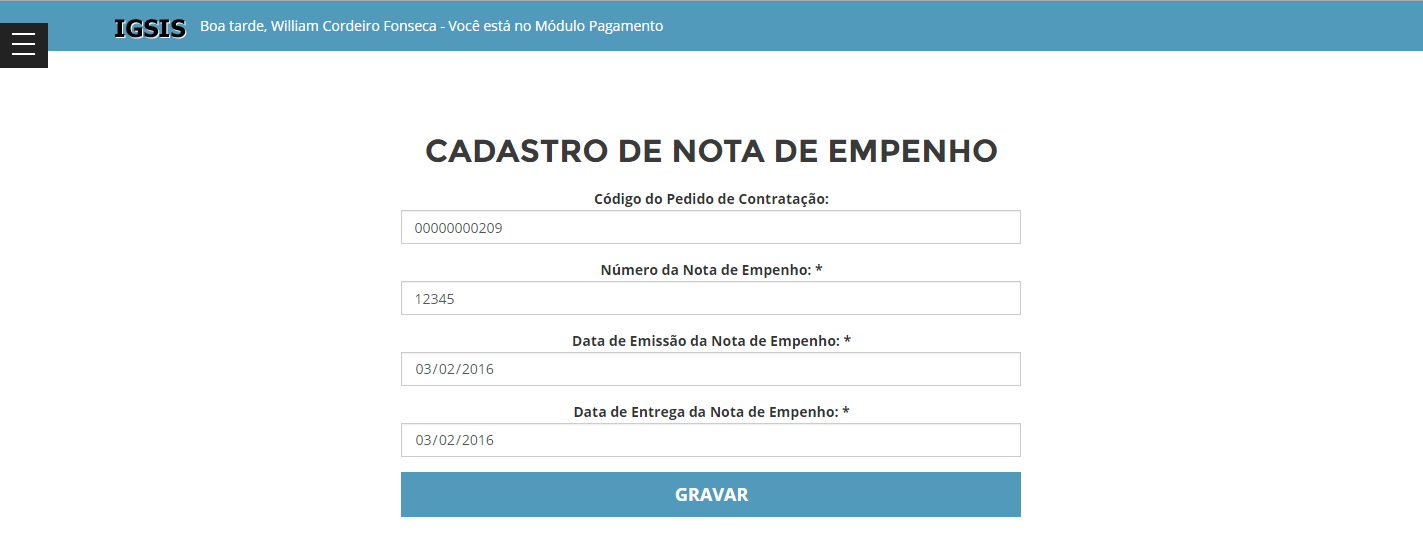 IGSIS Boa tarde, William Cordeiro Fonseca - Você está no Módulo Pagamento
CADASTRO DE NOTA DE EMPENHO
Código do Pedido de Contratação:
00000000209
Número da Nota de Empenho: *
12345
Data de Emissão da Nota de Empenho: *
03/02/2016
Data de Entrega da Nota de Empenho: *
03/02/2016
GRAVAR